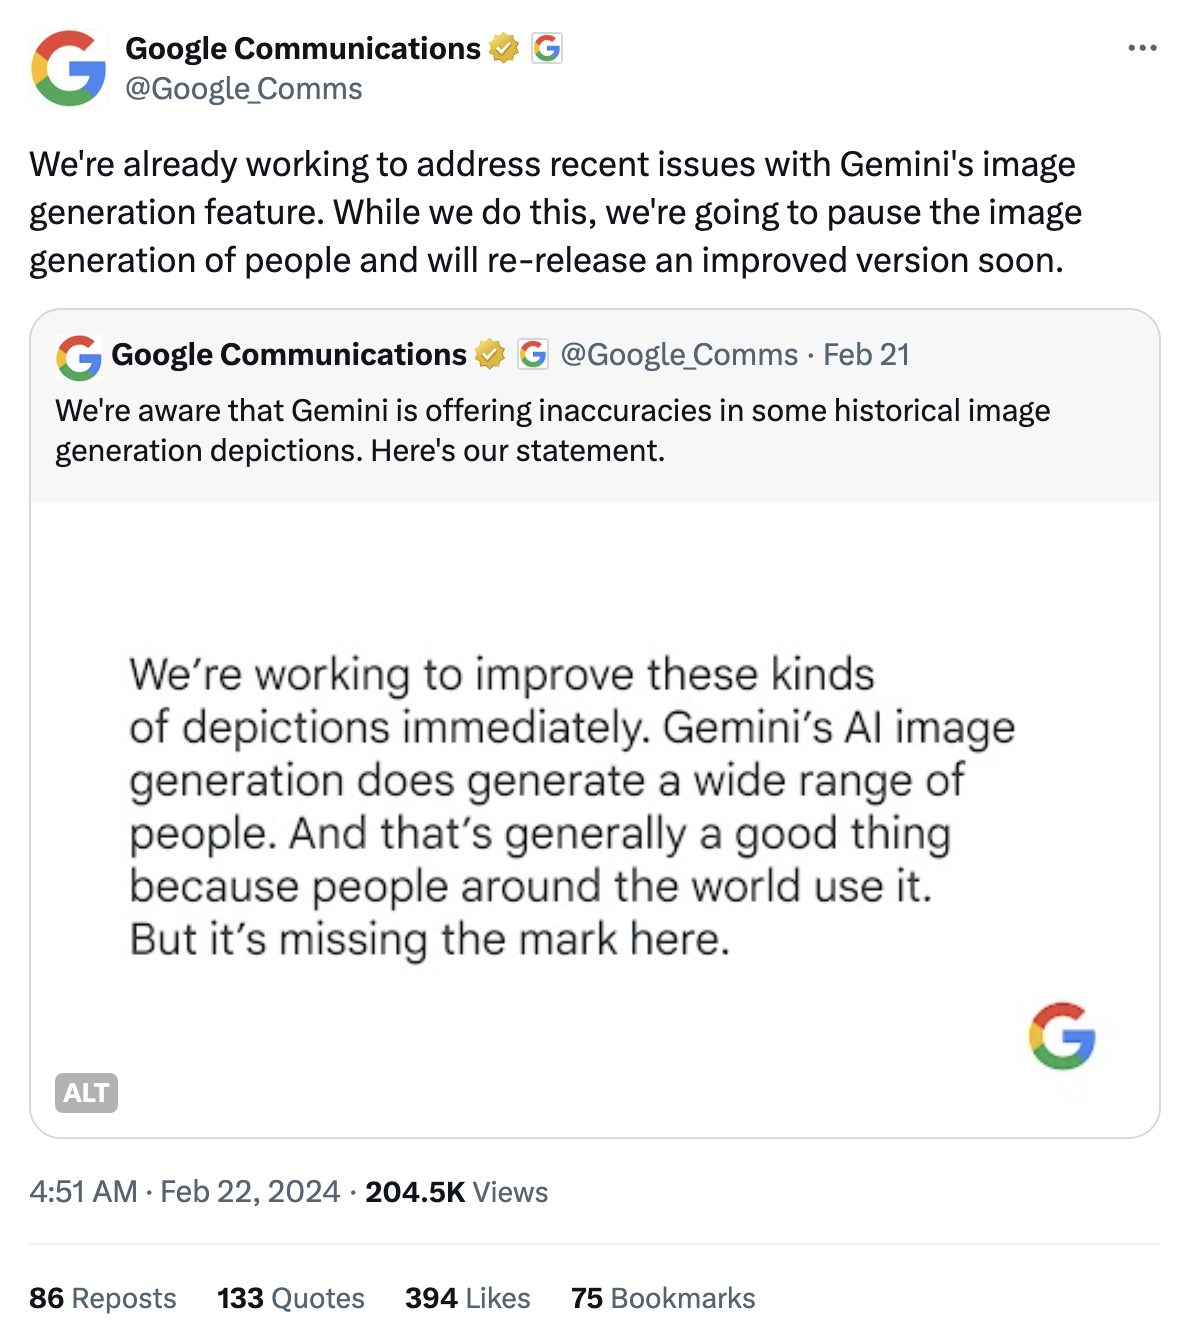 Google Communications
@Google_Comms
We're already working to address recent issues with Gemini's image
generation feature. While we do this, we're going to pause the image
generation of people and will re-release an improved version soon.
Google Communications @Google_Comms · Feb 21
We're aware that Gemini is offering inaccuracies in some historical image
generation depictions. Here's our statement.
We’re working to improve these kinds
of depictions immediately. Gemini’s AI image
generation does generate a wide range of
people. And that’s generally a good thing
because people around the world use it.
But it’s missing the mark here.
ALT
4:51 AM · Feb 22, 2024 · 204.5K Views
86 Reposts 133 Quotes 394 Likes 75 Bookmarks